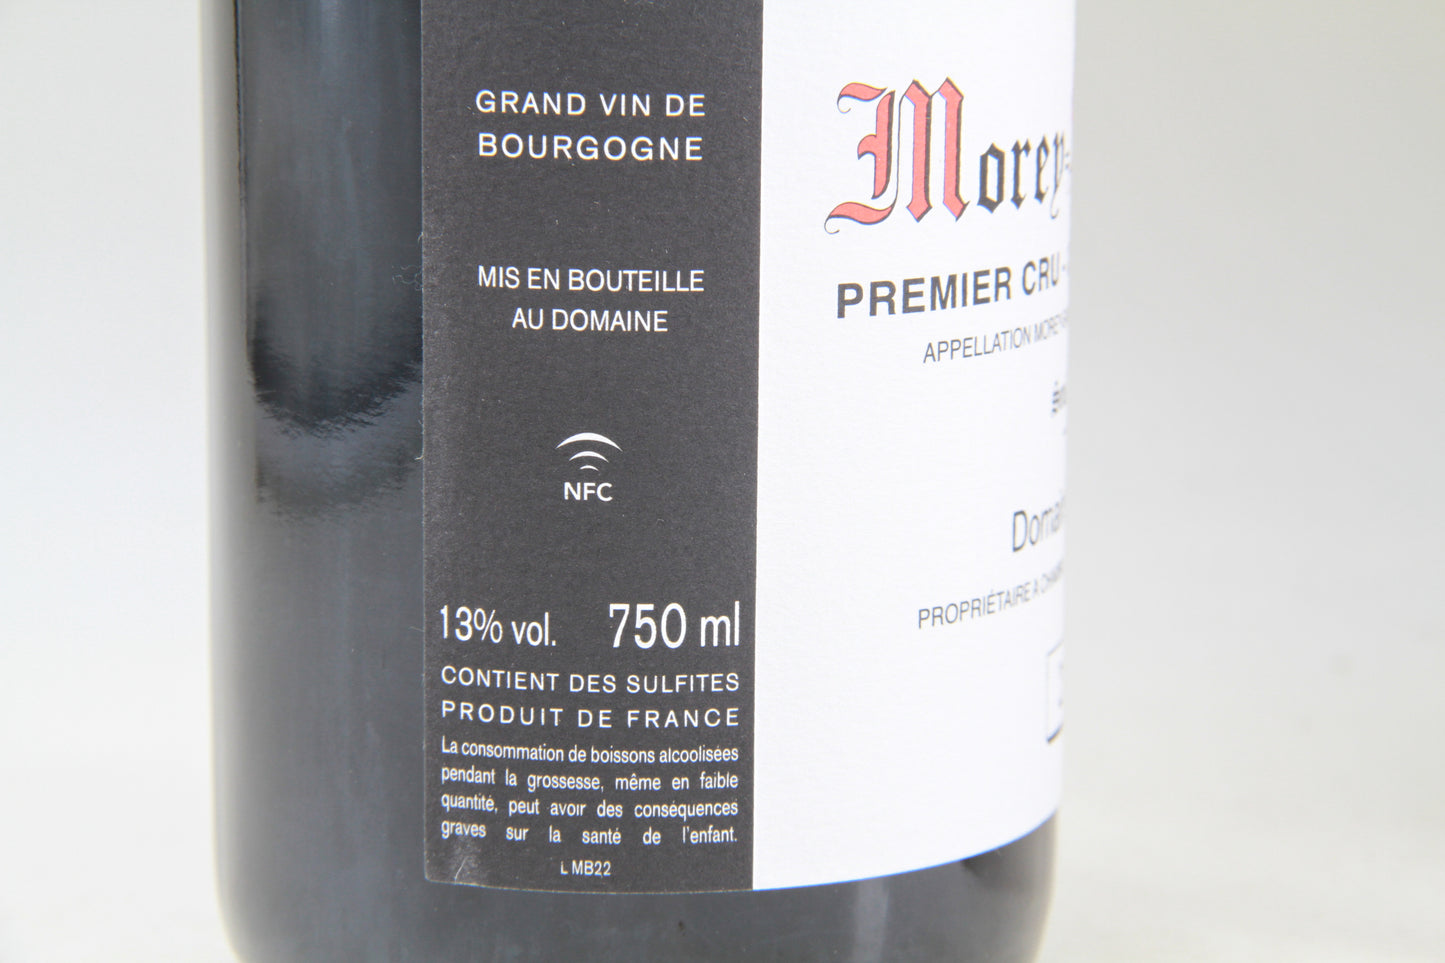 GRAND VIN DE
BOURGOGNE
MIS EN BOUTEILLE
AU DOMAINE
NFC
13% vol. 750 ml
CONTIENT DES SULFITES
PRODUIT DE FRANCE
La consommation de boissons alcoolisées
pendant la grossesse, même en faible
quantité, peut avoir des conséquences
graves sur la santé de l'enfant.
L MB22
Morey-
PREMIER CRU -
APPELLATION MOREY
PROPRIÉTAIRE A